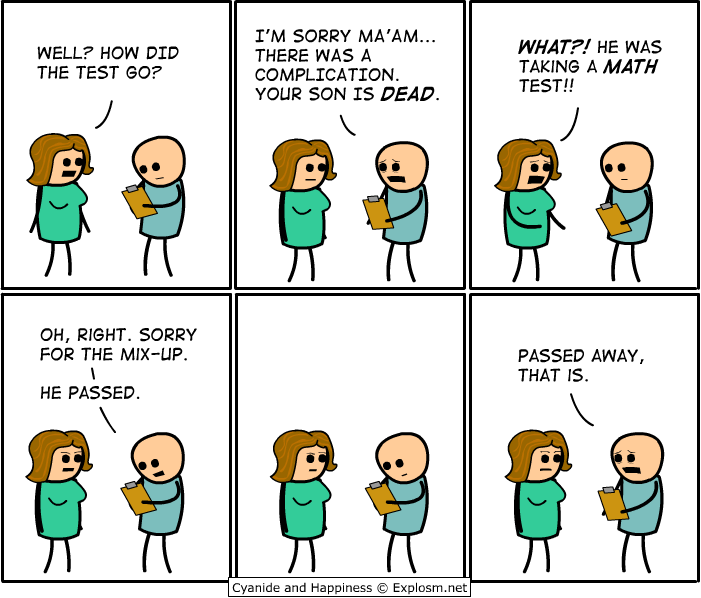 WELL? HOW DID
THE TEST GO?
I'M SORRY MA'AM...
THERE WAS A
COMPLICATION.
YOUR SON IS DEAD.
WHAT?! HE WAS
TAKING A MATH
TEST!!
OH, RIGHT. SORRY
FOR THE MIX-UP.
HE PASSED.
PASSED AWAY,
THAT IS.
Cyanide and Happiness © Explosm.net